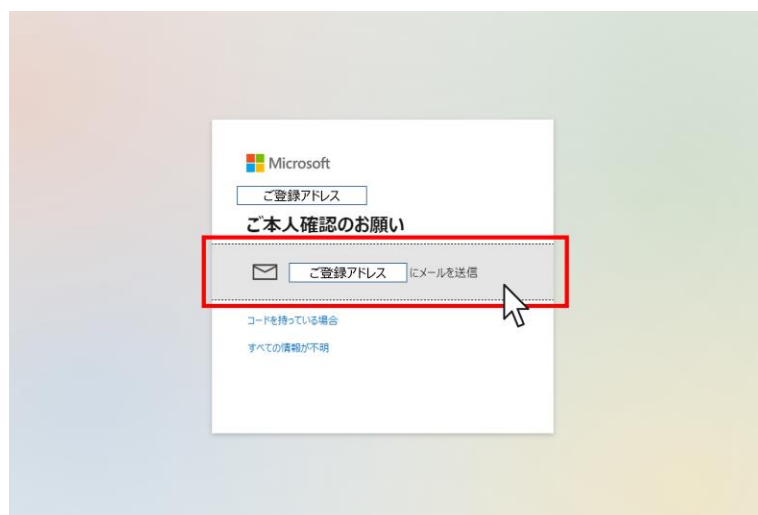 Microsoft
ご登録アドレス
ご本人確認のお願い
ご登録アドレス にメールを送信
コードを持っている場合
すべての情報が不明